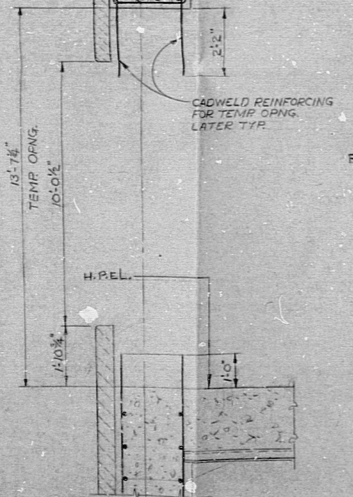 2'-2"
CADWELD REINFORCING
FOR TEMP. OPNG.
LATER TYP.
13'-7¼"
TEMP. OPNG.
10'-0½"
H.P.EL.
1'-10¾"
1'-0"